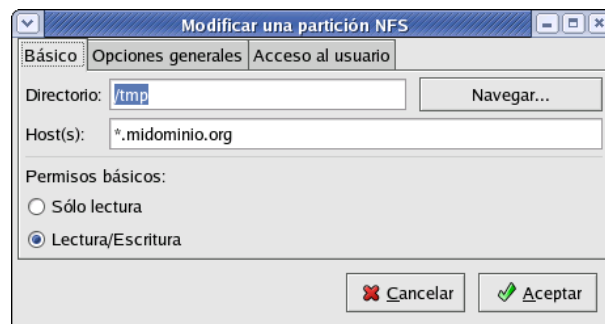 Modificar una partición NFS
Básico Opciones generales Acceso al usuario
Directorio: /tmp Navegar...
Host(s): *.midominio.org
Permisos básicos:
Sólo lectura
Lectura/Escritura
Cancelar Aceptar